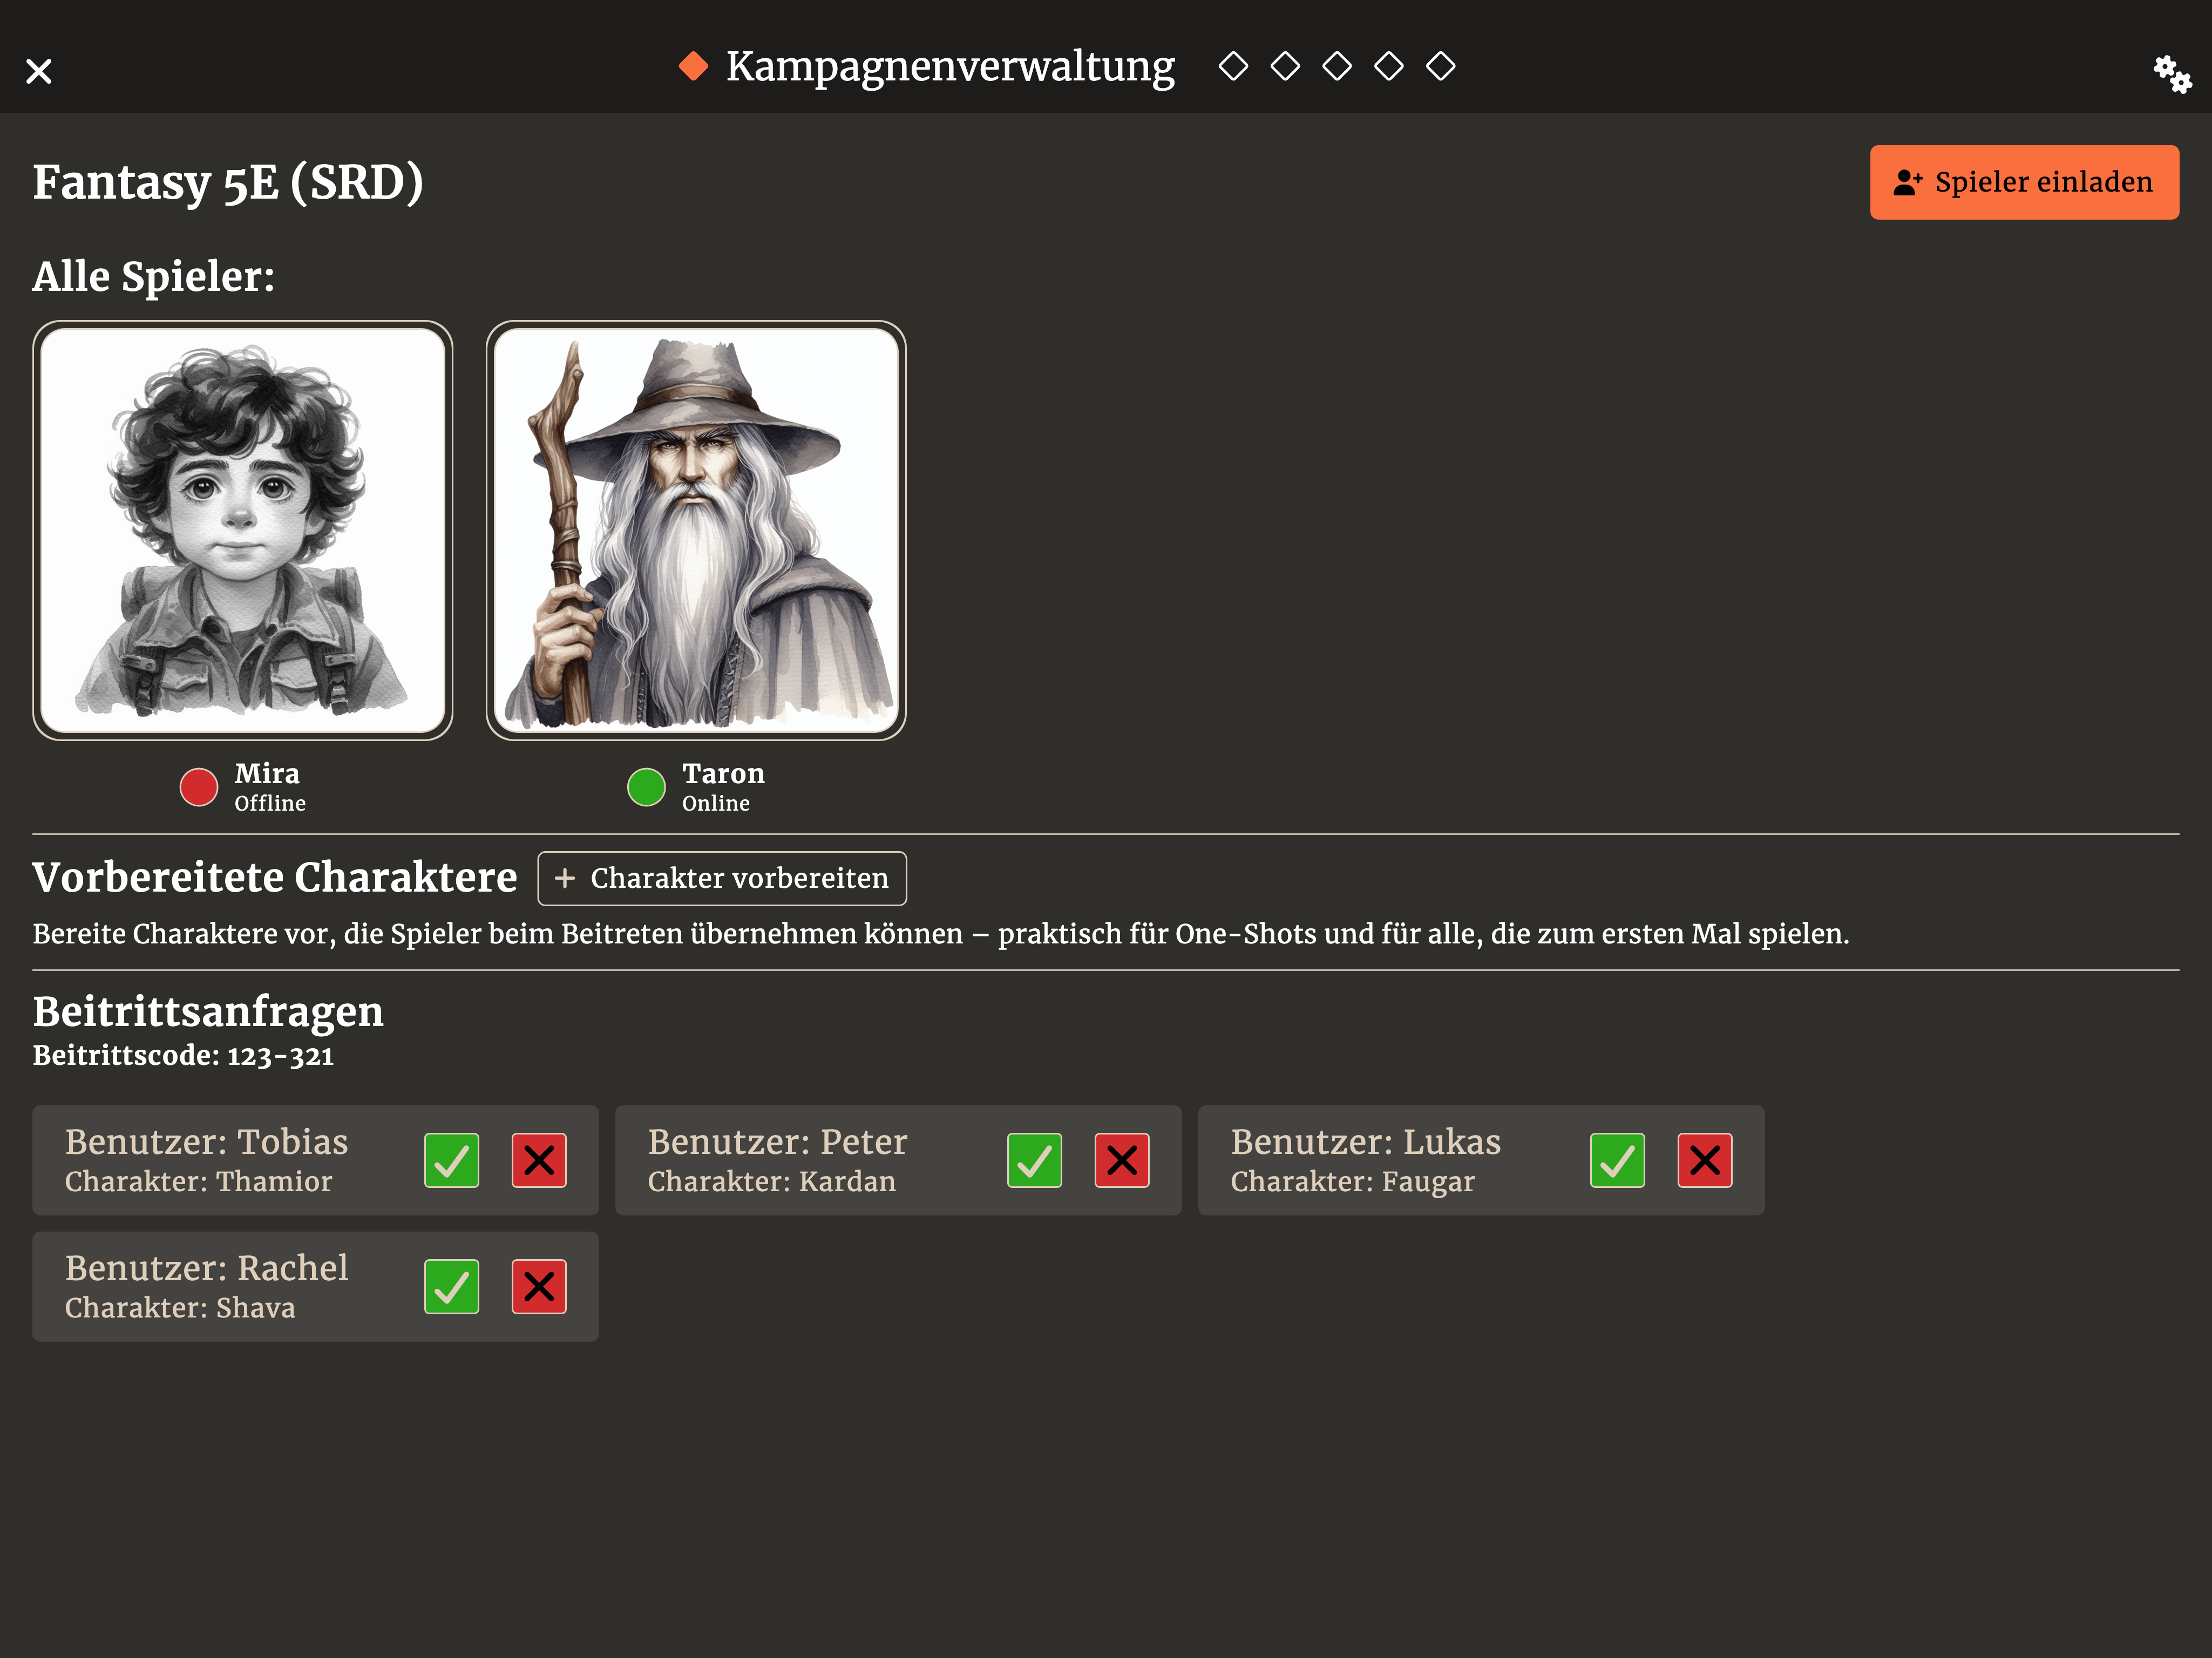 Kampagnenverwaltung
Fantasy 5E (SRD)
Spieler einladen
Alle Spieler:
Mira
Offline
Taron
Online
Vorbereitete Charaktere
Charakter vorbereiten
Bereite Charaktere vor, die Spieler beim Beitreten übernehmen können – praktisch für One-Shots und für alle, die zum ersten Mal spielen.
Beitrittsanfragen
Beitrittscode: 123-321
Benutzer: Tobias
Charakter: Thamior
Benutzer: Peter
Charakter: Kardan
Benutzer: Lukas
Charakter: Faugar
Benutzer: Rachel
Charakter: Shava